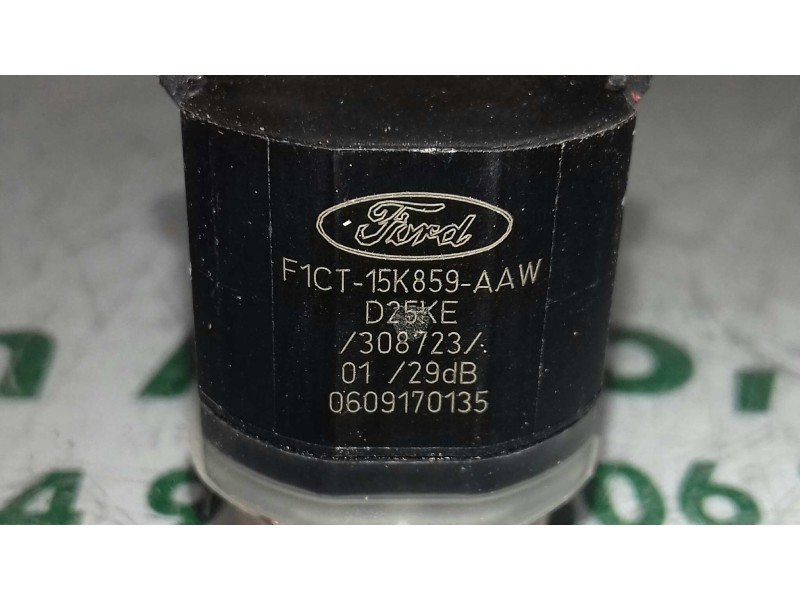 Ford
F1CT-15K859-AAW
D25KE
/308723/
01 /29dB
0609170135